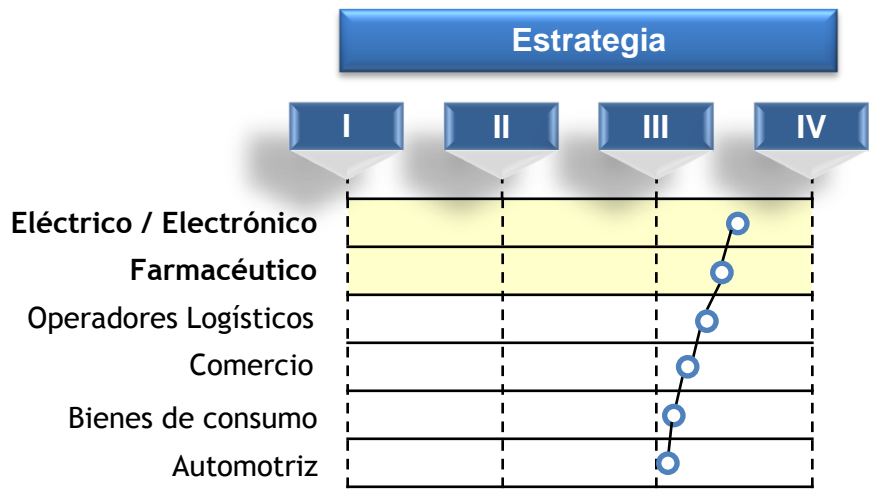 Estrategia
I II III IV
Eléctrico / Electrónico
Farmacéutico
Operadores Logísticos
Comercio
Bienes de consumo
Automotriz